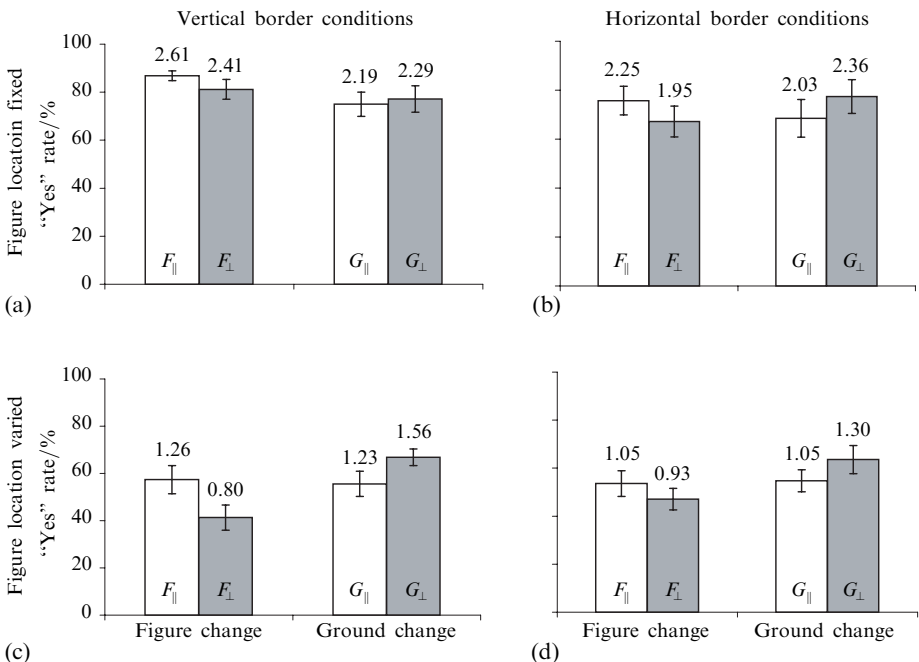 Vertical border conditions
Horizontal border conditions
Figure locatoin fixed
“Yes” rate/%
100
80
60
40
20
0
2.61
2.41
2.19
2.29
F∥
F⊥
G∥
G⊥
(a)
2.25
1.95
2.03
2.36
F∥
F⊥
G∥
G⊥
(b)
Figure location varied
“Yes” rate/%
100
80
60
40
20
0
1.26
0.80
1.23
1.56
F∥
F⊥
G∥
G⊥
Figure change
Ground change
(c)
1.05
0.93
1.05
1.30
F∥
F⊥
G∥
G⊥
Figure change
Ground change
(d)